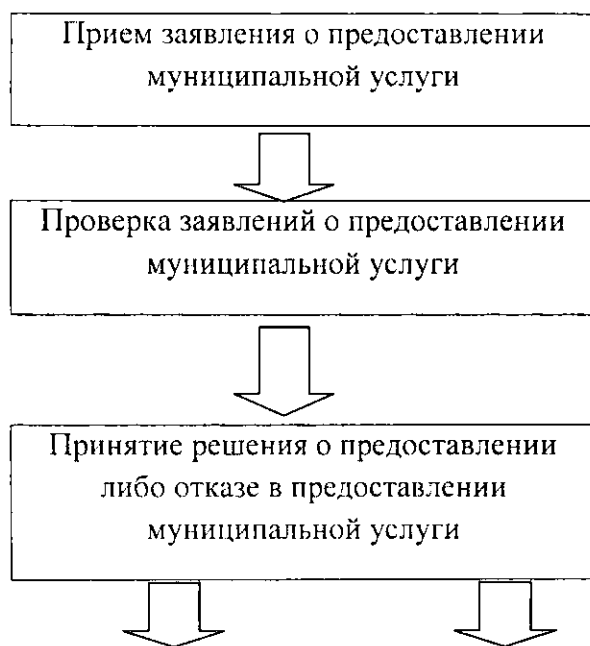 Прием заявления о предоставлении
муниципальной услуги
Проверка заявлений о предоставлении
муниципальной услуги
Принятие решения о предоставлении
либо отказе в предоставлении
муниципальной услуги